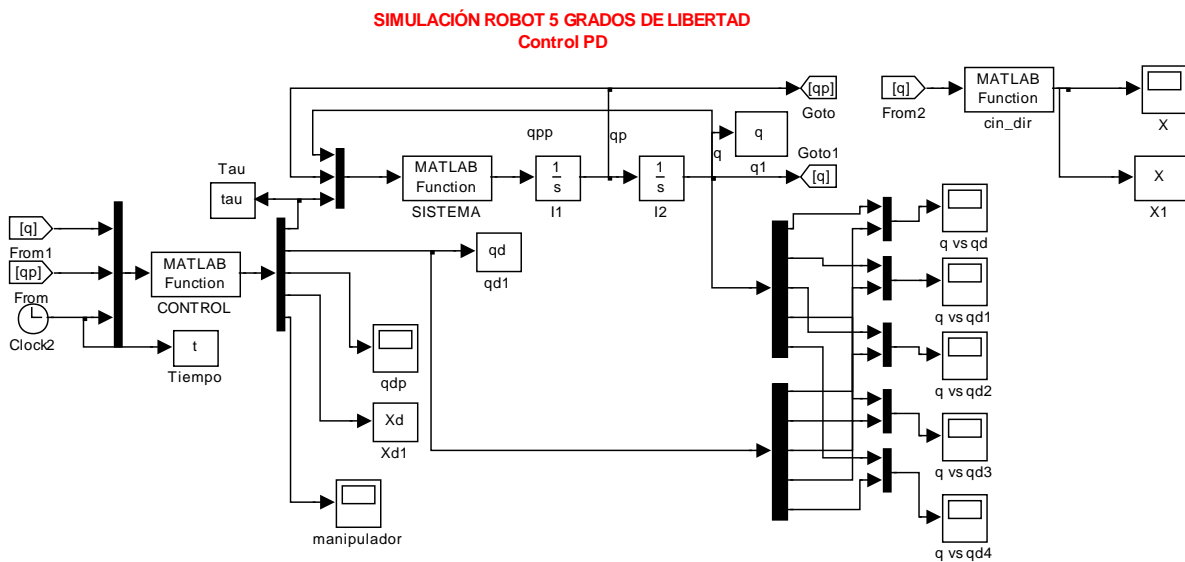 SIMULACIÓN ROBOT 5 GRADOS DE LIBERTAD
Control PD
[qp]
Goto
[q]
From2
MATLAB
Function
cin_dir
X
X
X1
qpp
qp
q
q
q1
Goto1
[q]
Tau
tau
MATLAB
Function
SISTEMA
1
s
I1
1
s
I2
[q]
From1
[qp]
From
Clock2
MATLAB
Function
CONTROL
t
Tiempo
qd
qd1
qdp
Xd
Xd1
manipulador
q vs qd
q vs qd1
q vs qd2
q vs qd3
q vs qd4